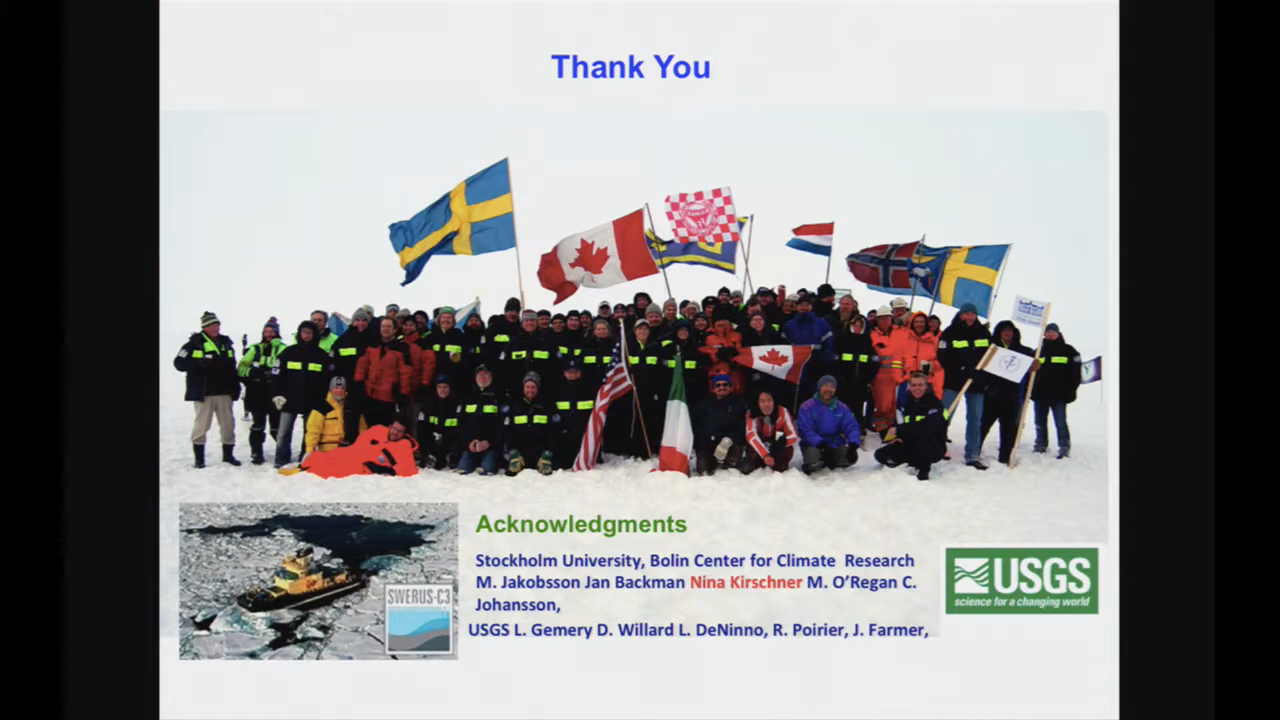 Thank You
Acknowledgments
Stockholm University, Bolin Center for Climate Research
M. Jakobsson Jan Backman Nina Kirschner M. O’Regan C.
Johansson,
USGS L. Gemery D. Willard L. DeNinno, R. Poirier, J. Farmer,
SWERUS-C3
USGS
science for a changing world